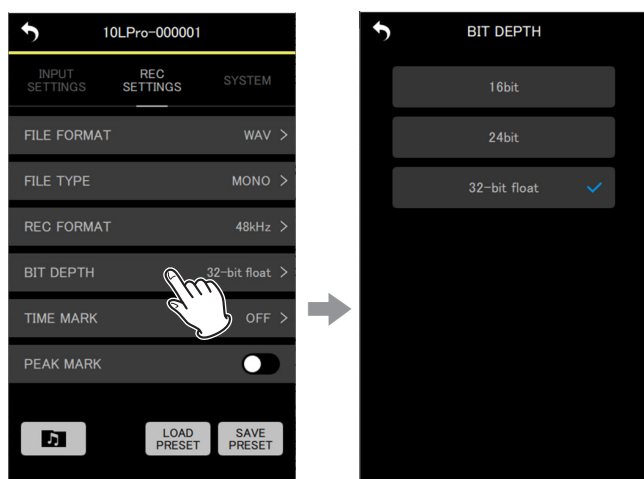 10LPro-000001
INPUT SETTINGS
REC SETTINGS
SYSTEM
FILE FORMAT WAV >
FILE TYPE MONO >
REC FORMAT 48kHz >
BIT DEPTH 32-bit float >
TIME MARK OFF >
PEAK MARK
LOAD PRESET
SAVE PRESET
BIT DEPTH
16bit
24bit
32-bit float